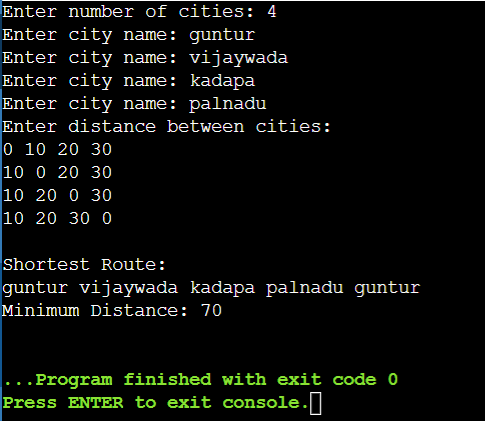 Enter number of cities: 4
Enter city name: guntur
Enter city name: vijaywada
Enter city name: kadapa
Enter city name: palnadu
Enter distance between cities:
0 10 20 30
10 0 20 30
10 20 0 30
10 20 30 0
Shortest Route:
guntur vijaywada kadapa palnadu guntur
Minimum Distance: 70
...Program finished with exit code 0
Press ENTER to exit console.